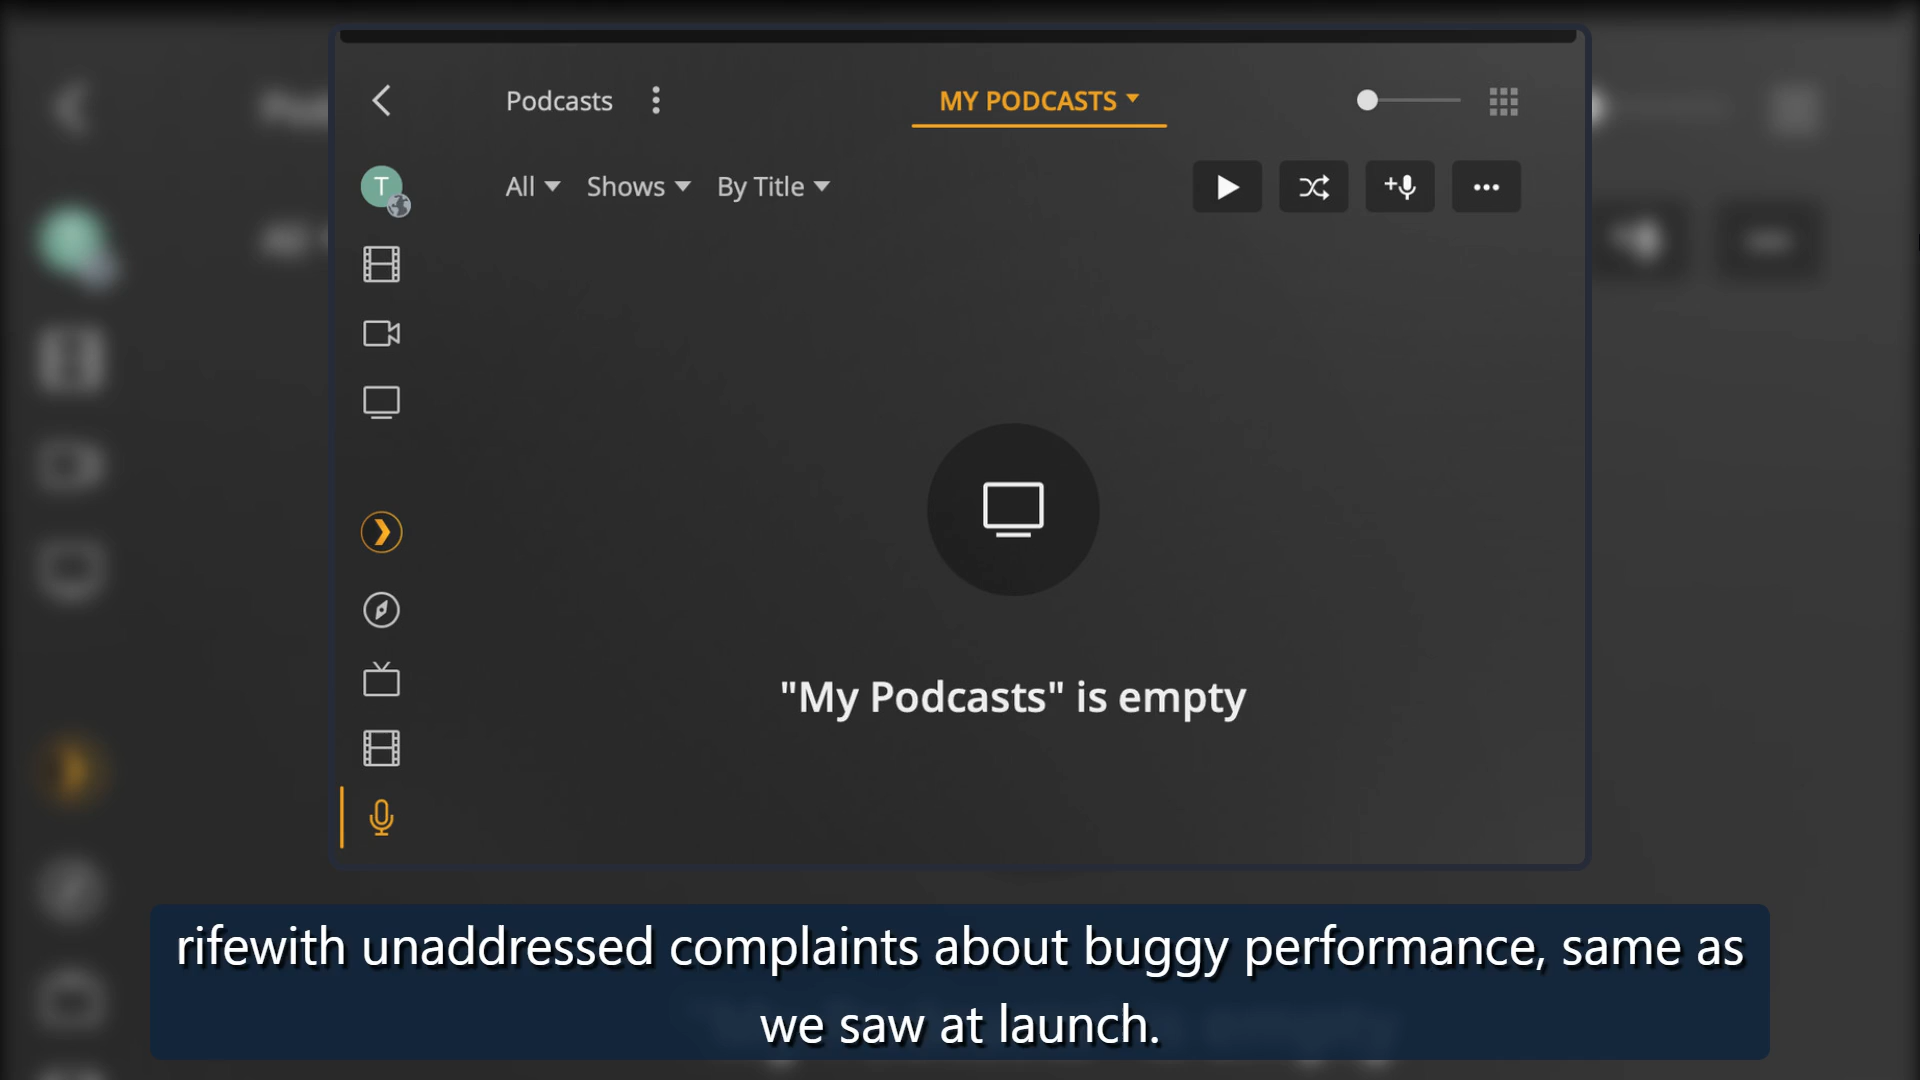 Podcasts
MY PODCASTS
T
All Shows By Title
"My Podcasts" is empty
rifewith unaddressed complaints about buggy performance, same as
we saw at launch.